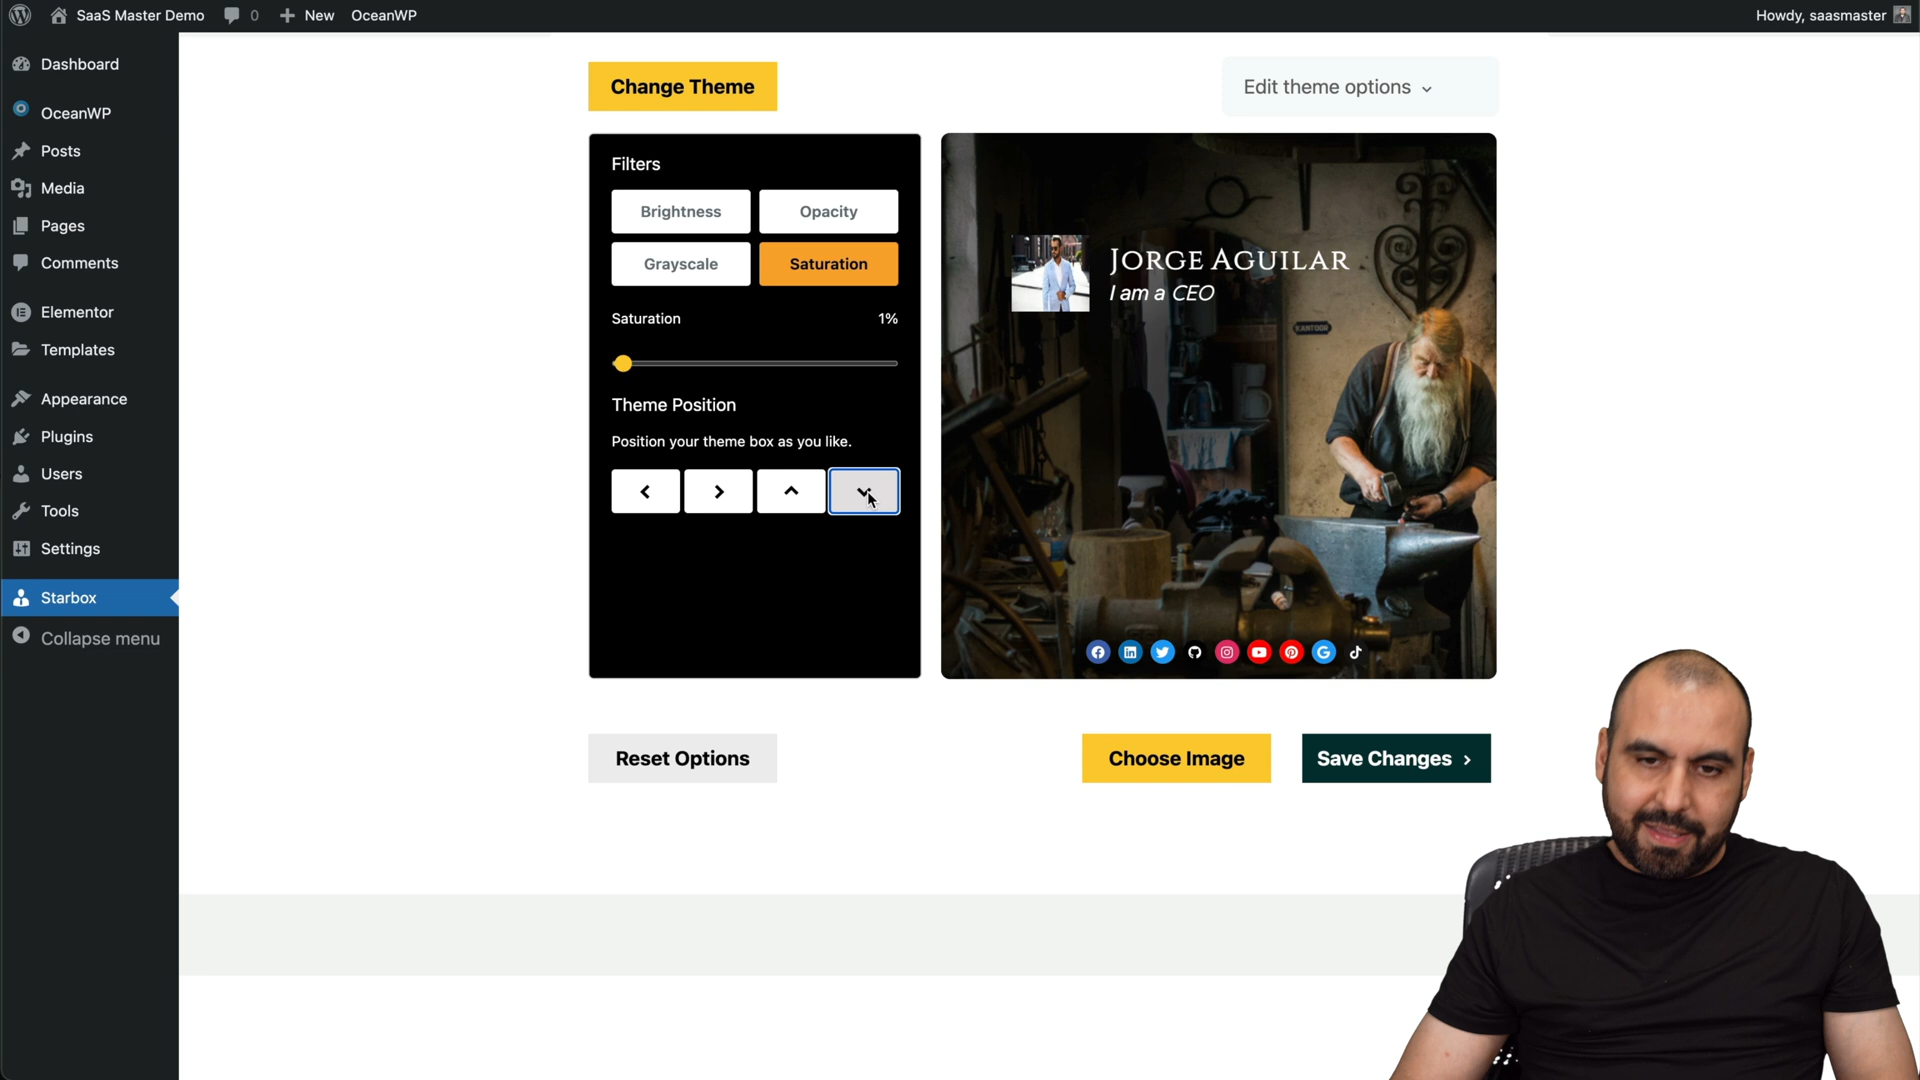 SaaS Master Demo
0
New
OceanWP
Howdy, saasmaster
Dashboard
OceanWP
Posts
Media
Pages
Comments
Elementor
Templates
Appearance
Plugins
Users
Tools
Settings
Starbox
Collapse menu
Change Theme
Edit theme options
Filters
Brightness
Opacity
Grayscale
Saturation
Saturation
1%
Theme Position
Position your theme box as you like.
Jorge Aguilar
I am a CEO
KANTOOR
Reset Options
Choose Image
Save Changes